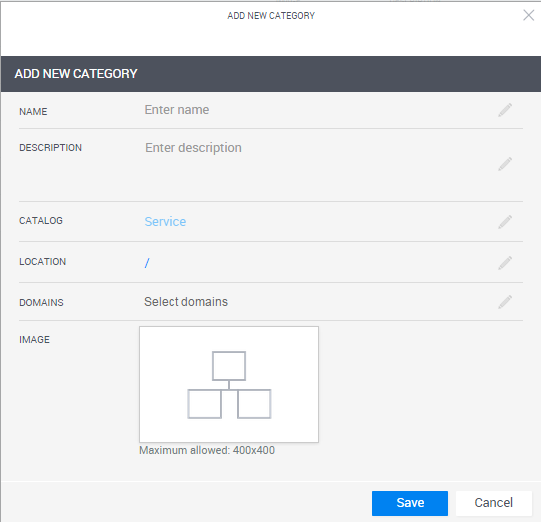 ADD NEW CATEGORY
ADD NEW CATEGORY
NAME Enter name
DESCRIPTION Enter description
CATALOG Service
LOCATION /
DOMAINS Select domains
IMAGE
Maximum allowed: 400x400
Save Cancel